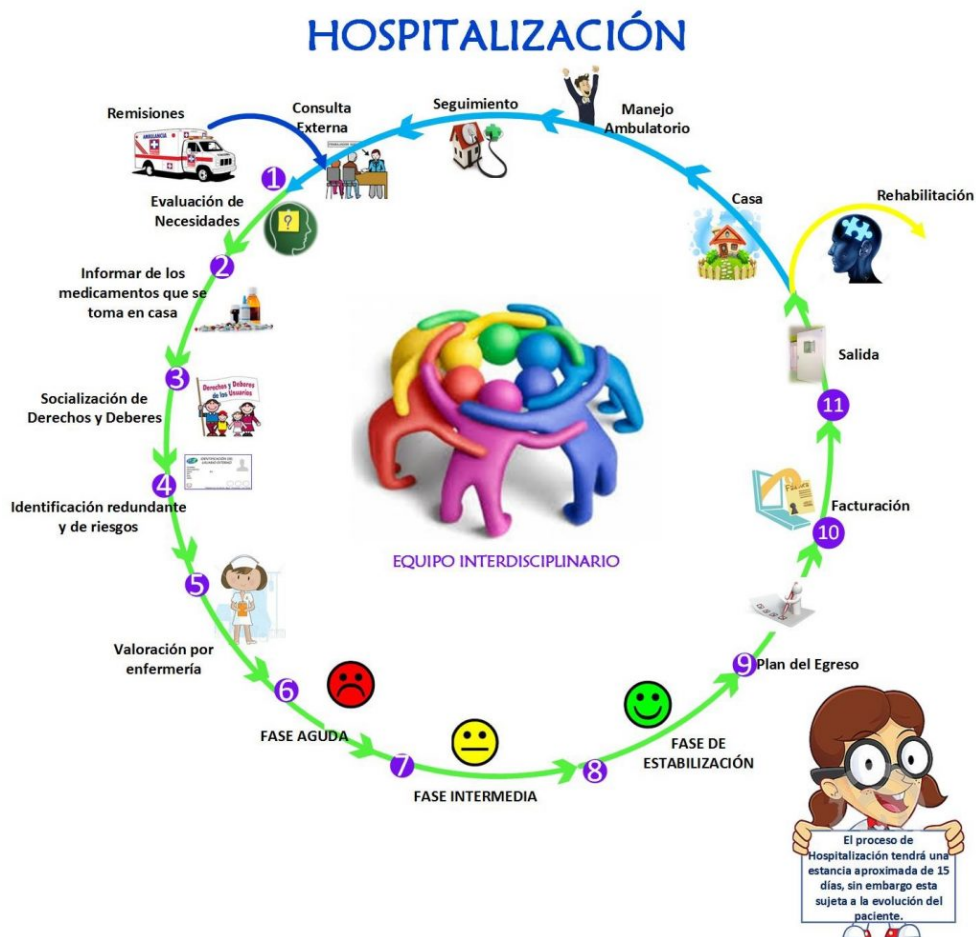 HOSPITALIZACIÓN
Remisiones
AMBULANCIA
Consulta
Externa
Seguimiento
Manejo
Ambulatorio
Casa
Rehabilitación
1
Evaluación de
Necesidades
?
2
Informar de los
medicamentos que se
toma en casa
3
Socialización de
Derechos y Deberes
Derechos y Deberes
de los Usuarios
4
Identificación redundante
y de riesgos
5
Valoración por
enfermería
6
FASE AGUDA
7
FASE INTERMEDIA
8
FASE DE
ESTABILIZACIÓN
9
Plan del Egreso
10
Facturación
11
Salida
EQUIPO INTERDISCIPLINARIO
El proceso de
Hospitalización tendrá una
estancia aproximada de 15
días, sin embargo esta
sujeta a la evolución del
paciente.